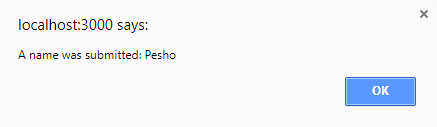 localhost:3000 says:
A name was submitted: Pesho
OK